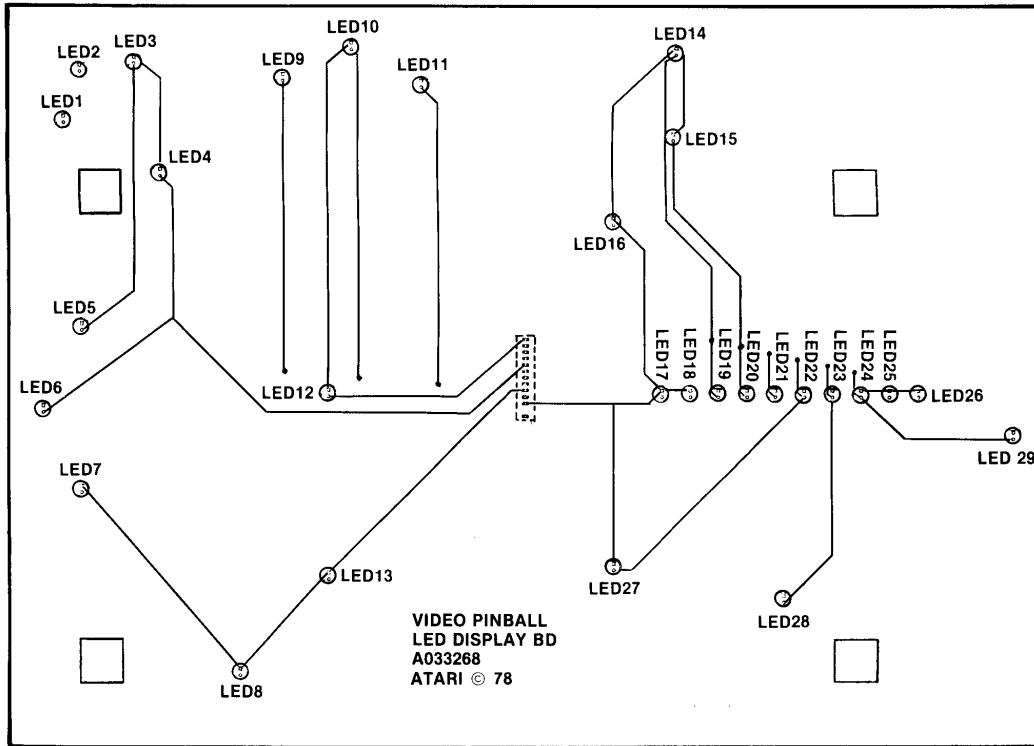 LED10
LED3
LED14
LED2
LED9
LED11
LED1
LED15
LED4
LED16
LED5
LED17
LED18
LED19
LED20
LED21
LED22
LED23
LED24
LED25
LED6
LED12
LED26
LED 29
LED7
LED13
LED27
LED28
VIDEO PINBALL
LED DISPLAY BD
A033268
ATARI © 78
LED8